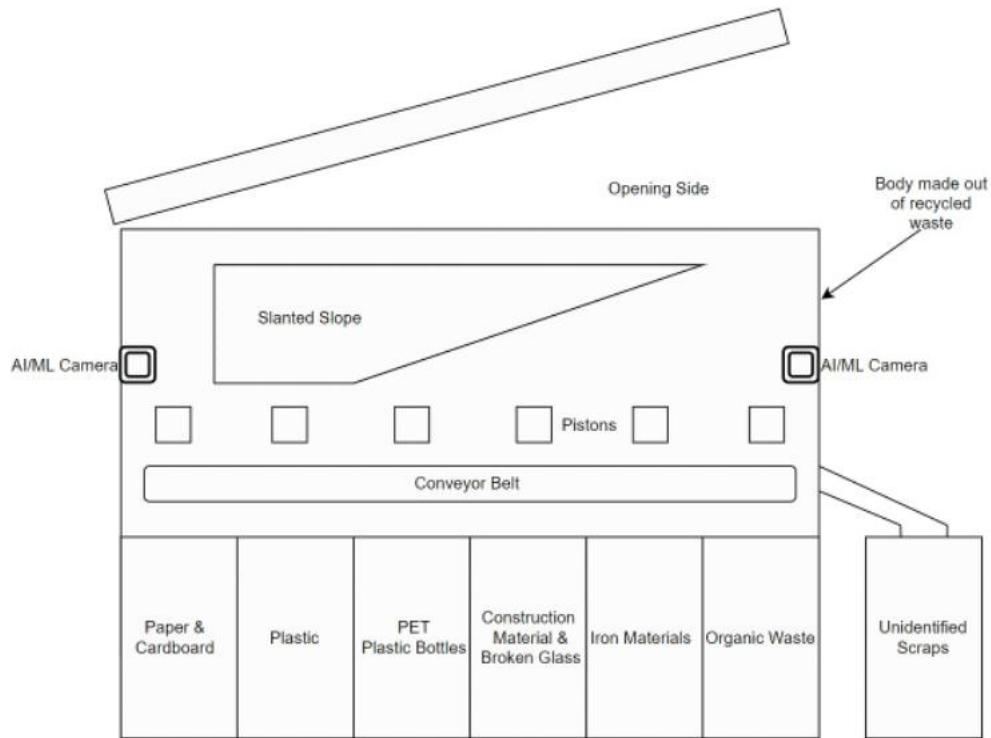 Opening Side
Body made out
of recycled
waste
Slanted Slope
AI/ML Camera
AI/ML Camera
Pistons
Conveyor Belt
Paper &
Cardboard
Plastic
PET
Plastic Bottles
Construction
Material &
Broken Glass
Iron Materials
Organic Waste
Unidentified
Scraps